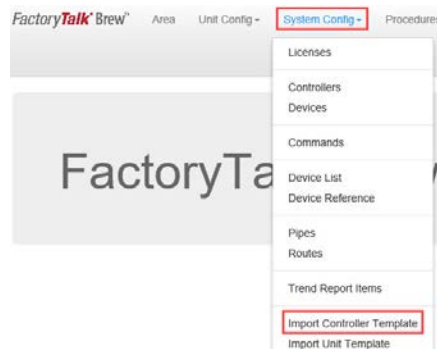 FactoryTalk® Brew™ Area Unit Config System Config Procedures
Licenses
Controllers
Devices
Commands
Device List
Device Reference
Pipes
Routes
Trend Report Items
Import Controller Template
Import Unit Template
FactoryTa